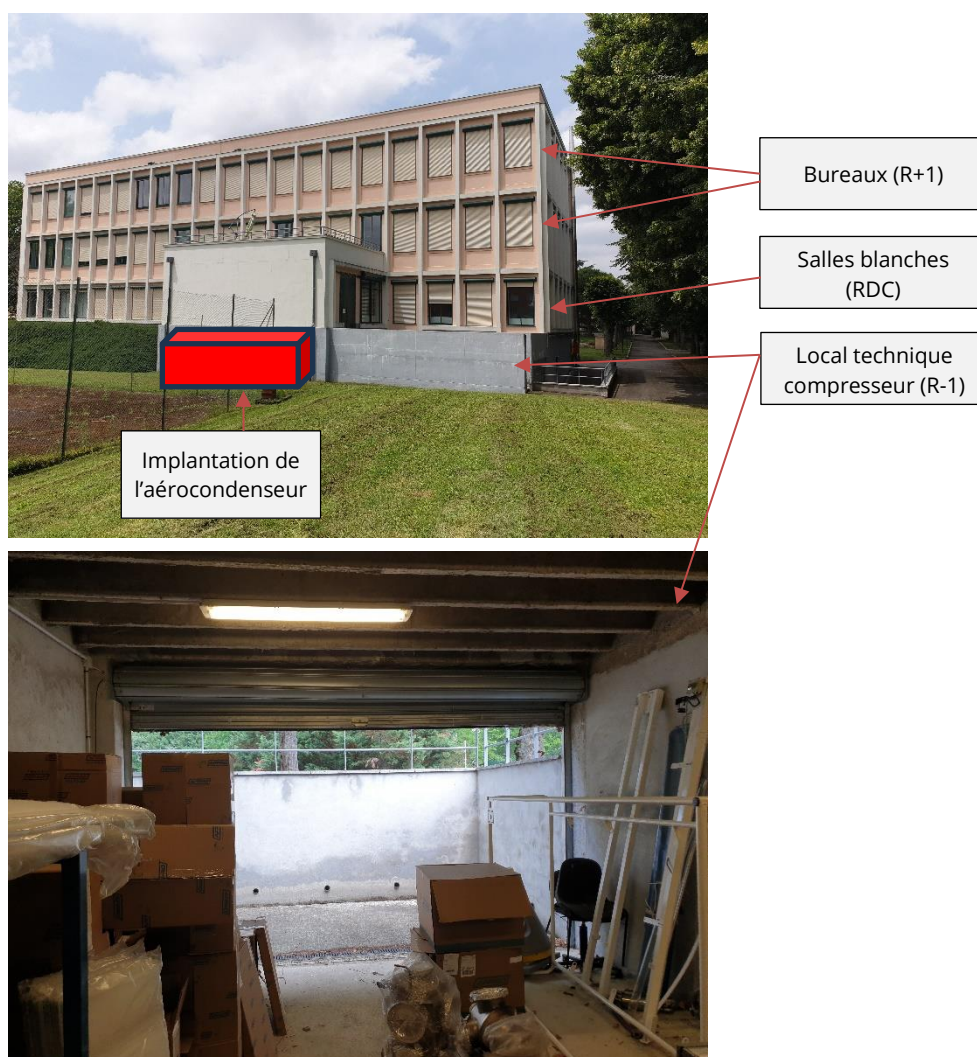 Bureaux (R+1)
Salles blanches
(RDC)
Local technique
compresseur (R-1)
Implantation de
l’aérocondenseur